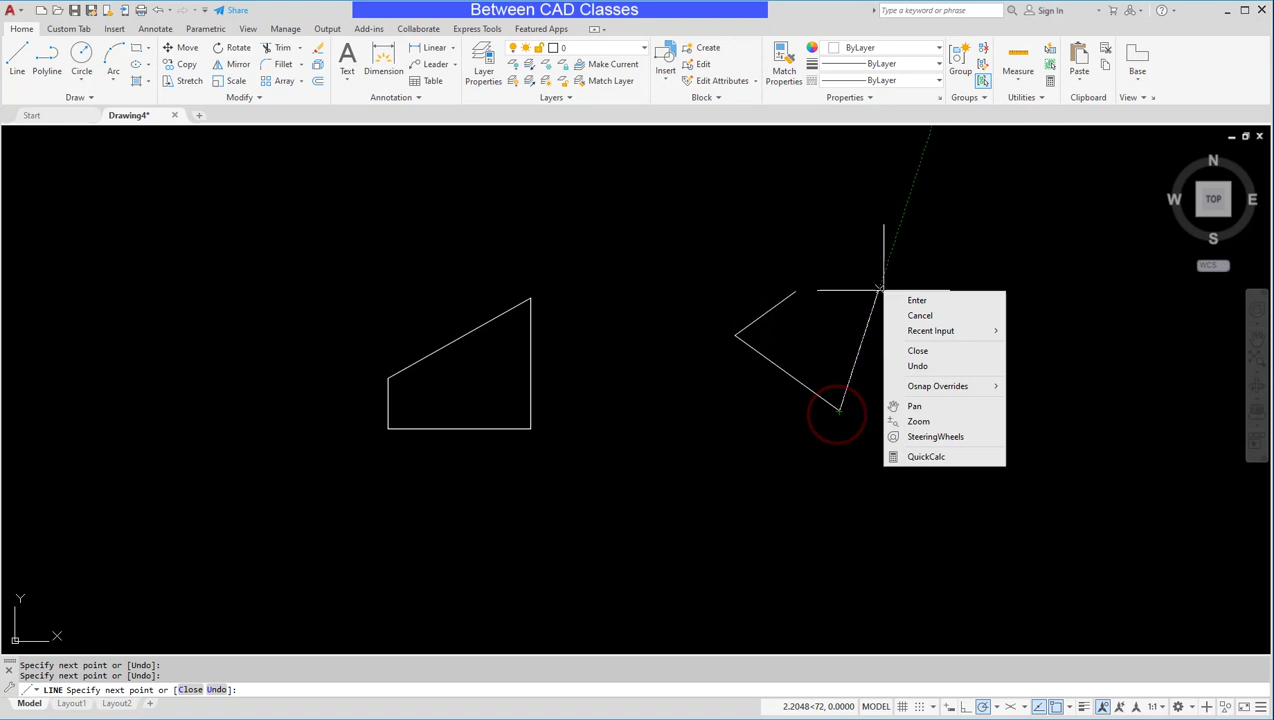 Between CAD Classes
Share
Type a keyword or phrase
Sign In
Home Custom Tab Insert Annotate Parametric View Manage Output Add-ins Collaborate Express Tools Featured Apps
Line Polyline Circle Arc
Move Rotate Trim
Copy Mirror Fillet
Stretch Scale Array
Text Dimension
Linear
Leader
Table
Layer Properties
0
Make Current
Match Layer
Insert
Create
Edit
Edit Attributes
Match Properties
ByLayer
ByLayer
ByLayer
Group
Measure
Paste
Base
Draw Modify Annotation Layers Block Properties Groups Utilities Clipboard View
Start Drawing4*
N
W TOP E
S
WCS
Enter
Cancel
Recent Input
Close
Undo
Osnap Overrides
Pan
Zoom
SteeringWheels
QuickCalc
Y
X
Specify next point or [Undo]:
Specify next point or [Undo]:
LINE Specify next point or [Close Undo]:
Model Layout1 Layout2
2.2048<72, 0.0000 MODEL 1:1